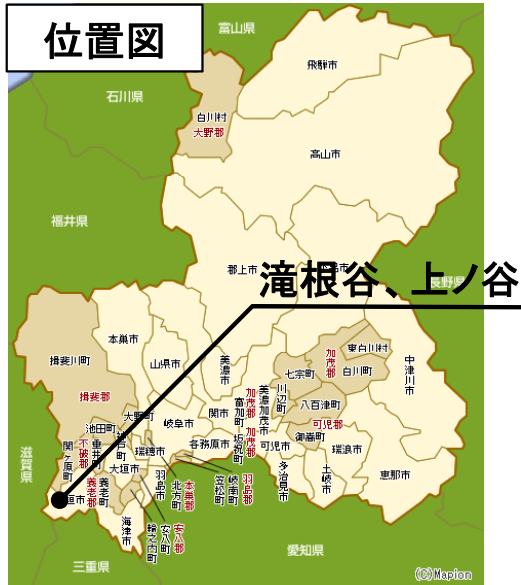 位置図
富山県
飛騨市
石川県
白川村
大野郡
高山市
福井県
郡上市
長野県
滝根谷、上ノ谷
本巣市
揖斐川町
山県市
美濃市
加茂郡
東白川村
白川町
七宗町
中津川市
揖斐郡
関市
富加町
加茂郡
美濃加茂市
川辺町
八百津町
可児郡
御嵩町
大野町
池田町
岐阜市
各務原市
坂祝町
加茂郡
可児市
瑞浪市
恵那市
滋賀県
関ヶ原町
不破郡
垂井町
神戸町
瑞穂市
大垣市
多治見市
土岐市
垣市
養老郡
養老町
羽島市
北方町
本巣郡
笠松町
岐南町
羽島郡
海津市
輪之内町
安八町
安八郡
愛知県
三重県
(C)Mapion